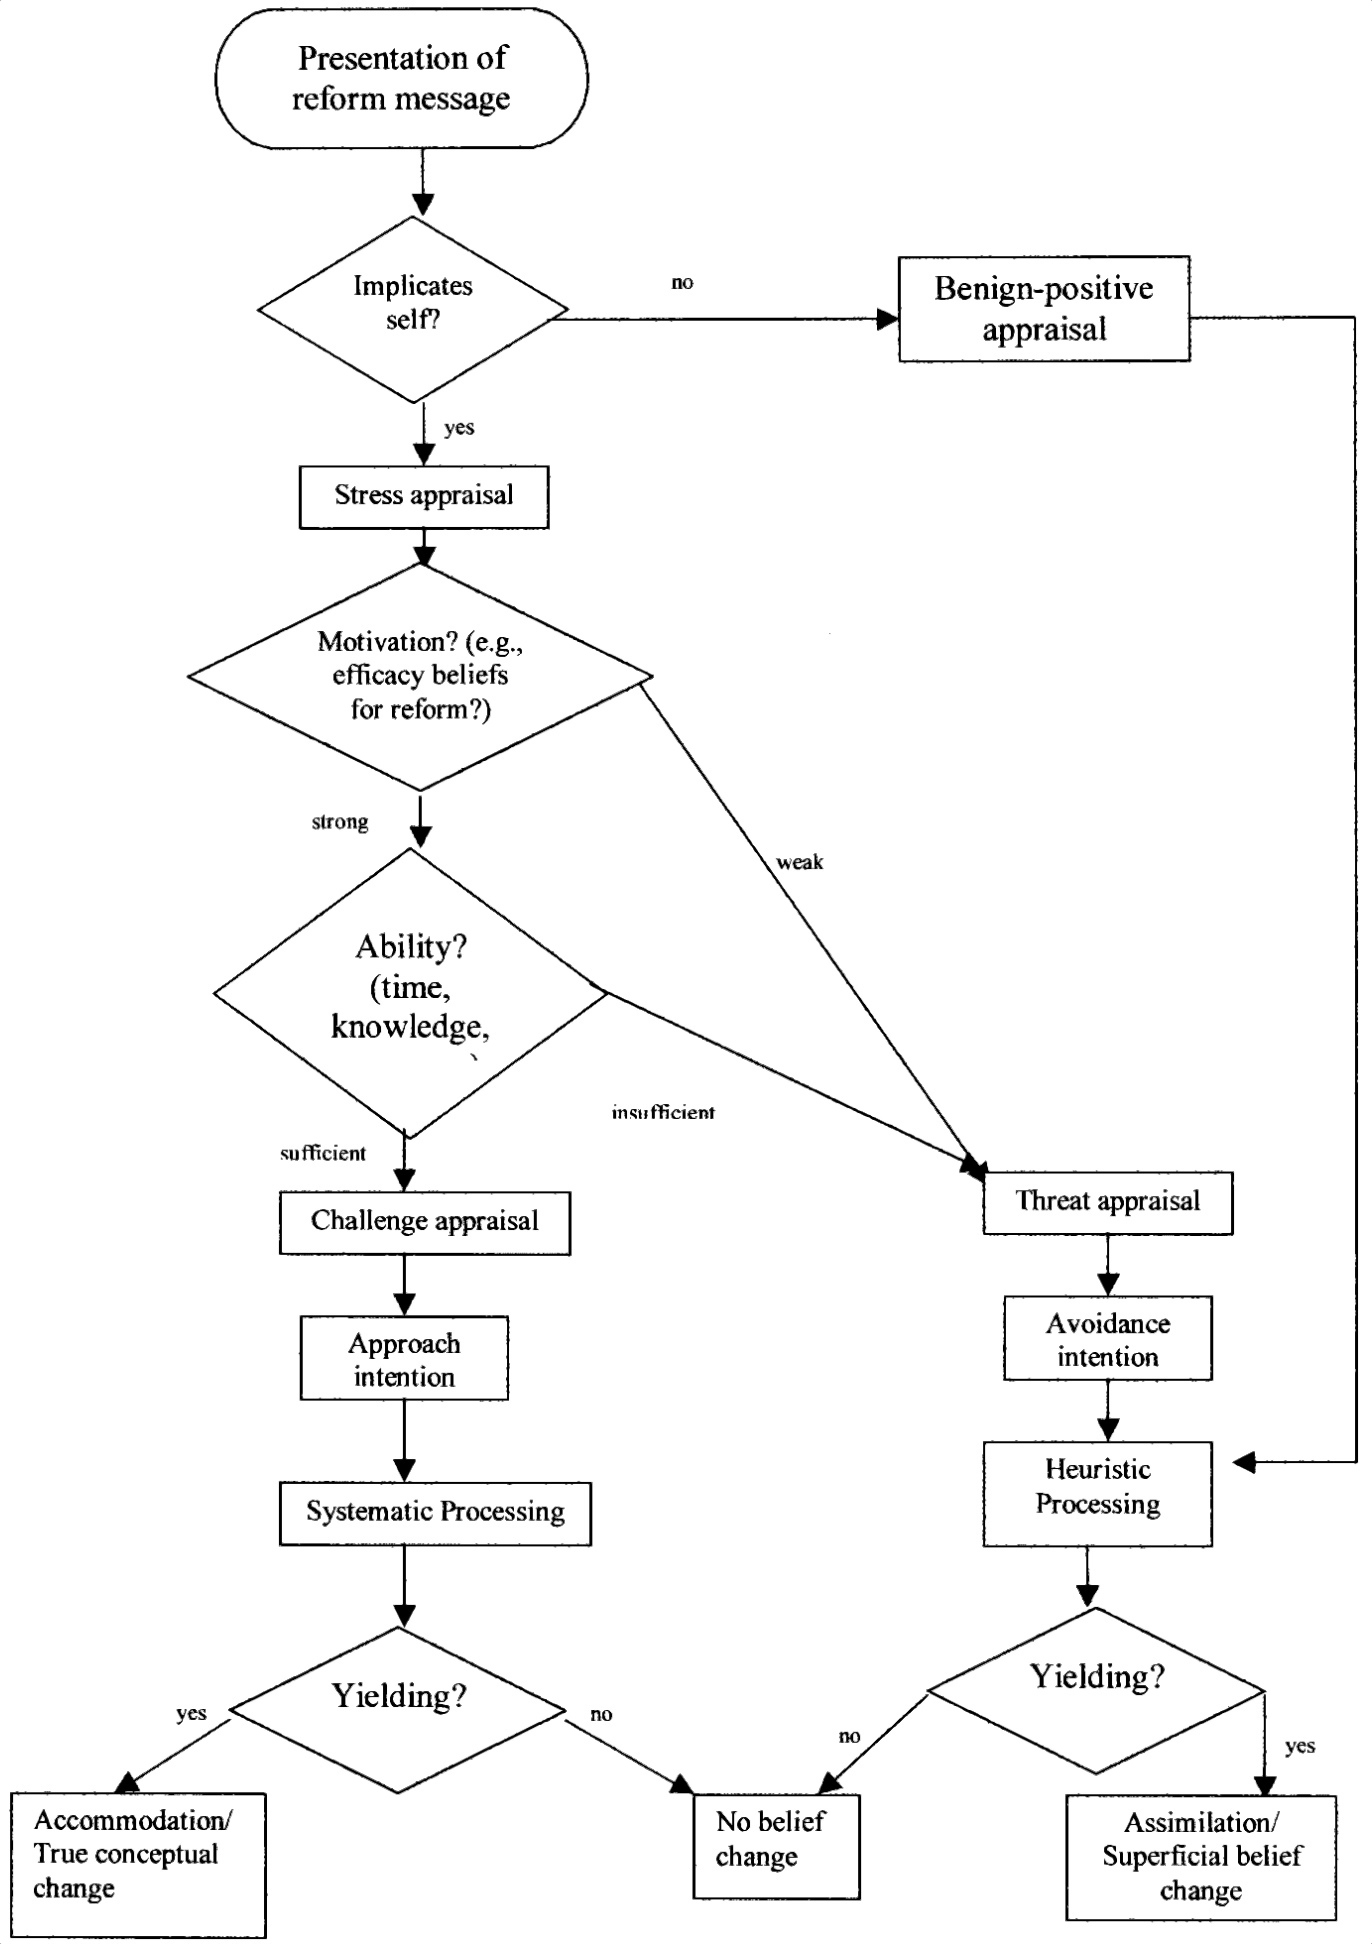 Presentation of
reform message
Implicates
self?
no
Benign-positive
appraisal
yes
Stress appraisal
Motivation? (e.g.,
efficacy beliefs
for reform?)
strong
weak
Ability?
(time,
knowledge,
insufficient
sufficient
Challenge appraisal
Threat appraisal
Approach
intention
Avoidance
intention
Systematic Processing
Heuristic
Processing
Yielding?
yes
no
Yielding?
no
yes
Accommodation/
True conceptual
change
No belief
change
Assimilation/
Superficial belief
change